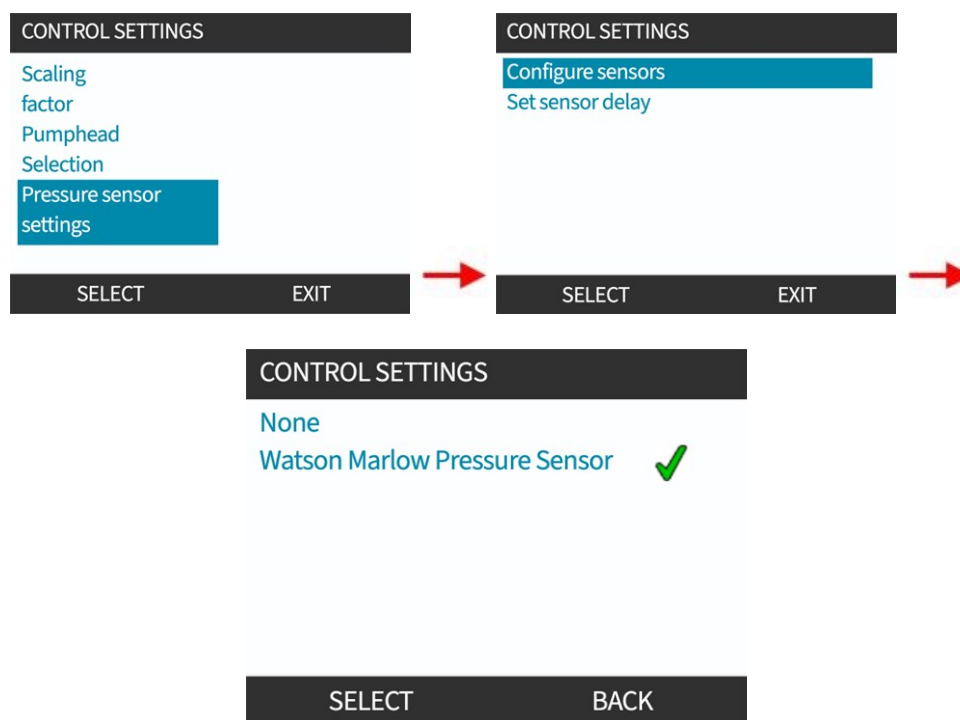 CONTROL SETTINGS
Scaling
factor
Pumphead
Selection
Pressure sensor
settings
SELECT EXIT
CONTROL SETTINGS
Configure sensors
Set sensor delay
SELECT EXIT
CONTROL SETTINGS
None
Watson Marlow Pressure Sensor
SELECT BACK